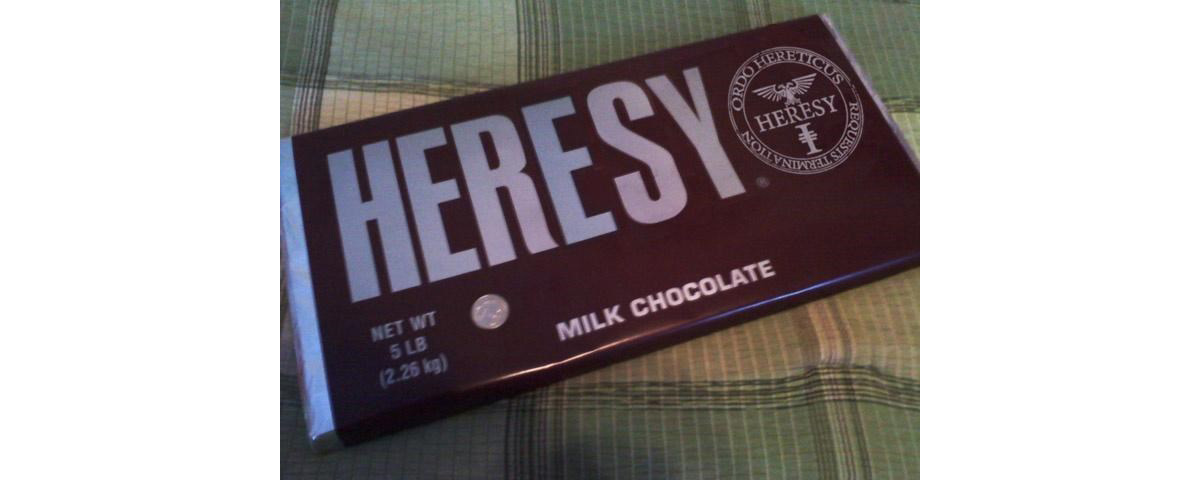 HERESY
ORDO HERETICUS
HERESY
REQUESTS TERMINATION
NET WT
5 LB
(2.26 kg)
MILK CHOCOLATE